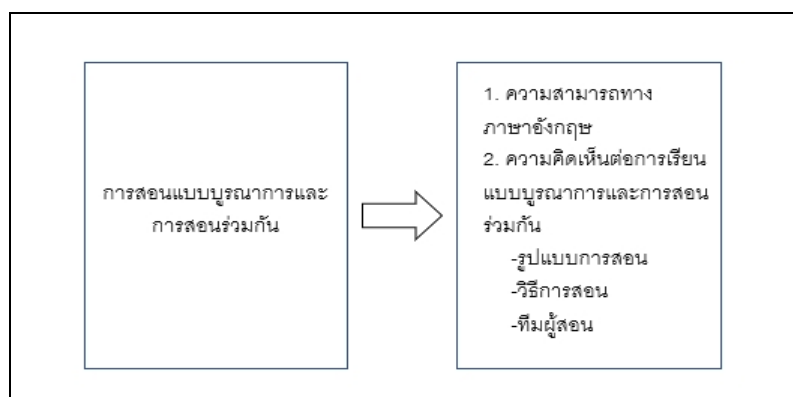 การสอนแบบบูรณาการและ
การสอนร่วมกัน
1. ความสามารถทาง
ภาษาอังกฤษ
2. ความคิดเห็นต่อการเรียน
แบบบูรณาการและการสอน
ร่วมกัน
-รูปแบบการสอน
-วิธีการสอน
-ทีมผู้สอน